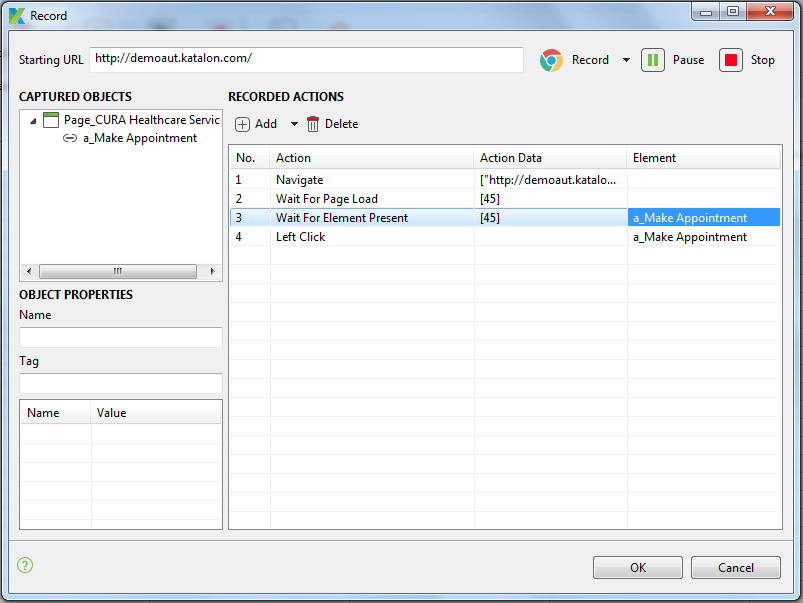 Record
Starting URL http://demoaut.katalon.com/ Record Pause Stop
CAPTURED OBJECTS
Page_CURA Healthcare Servic
a_Make Appointment
OBJECT PROPERTIES
Name
Tag
Name Value
RECORDED ACTIONS
Add Delete
No. Action Action Data Element
1 Navigate ["http://demoaut.katalo...
2 Wait For Page Load [45]
3 Wait For Element Present [45] a_Make Appointment
4 Left Click a_Make Appointment
?
OK Cancel